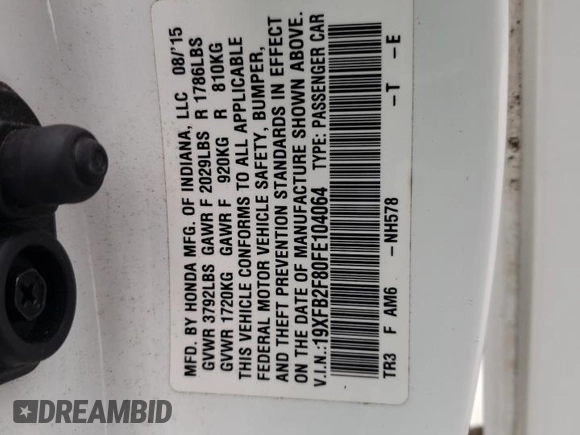 MFD. BY HONDA MFG. OF INDIANA, LLC 08/'15
GVWR 3792LBS GAWR F 2029LBS R 1786LBS
GVWR 1720KG GAWR F 920KG R 810KG
THIS VEHICLE CONFORMS TO ALL APPLICABLE
FEDERAL MOTOR VEHICLE SAFETY, BUMPER,
AND THEFT PREVENTION STANDARDS IN EFFECT
ON THE DATE OF MANUFACTURE SHOWN ABOVE.
V.I.N.:19XFB2F80FE104064 TYPE: PASSENGER CAR
TR3 F AM6 -NH578 -T -E
DREAMBID